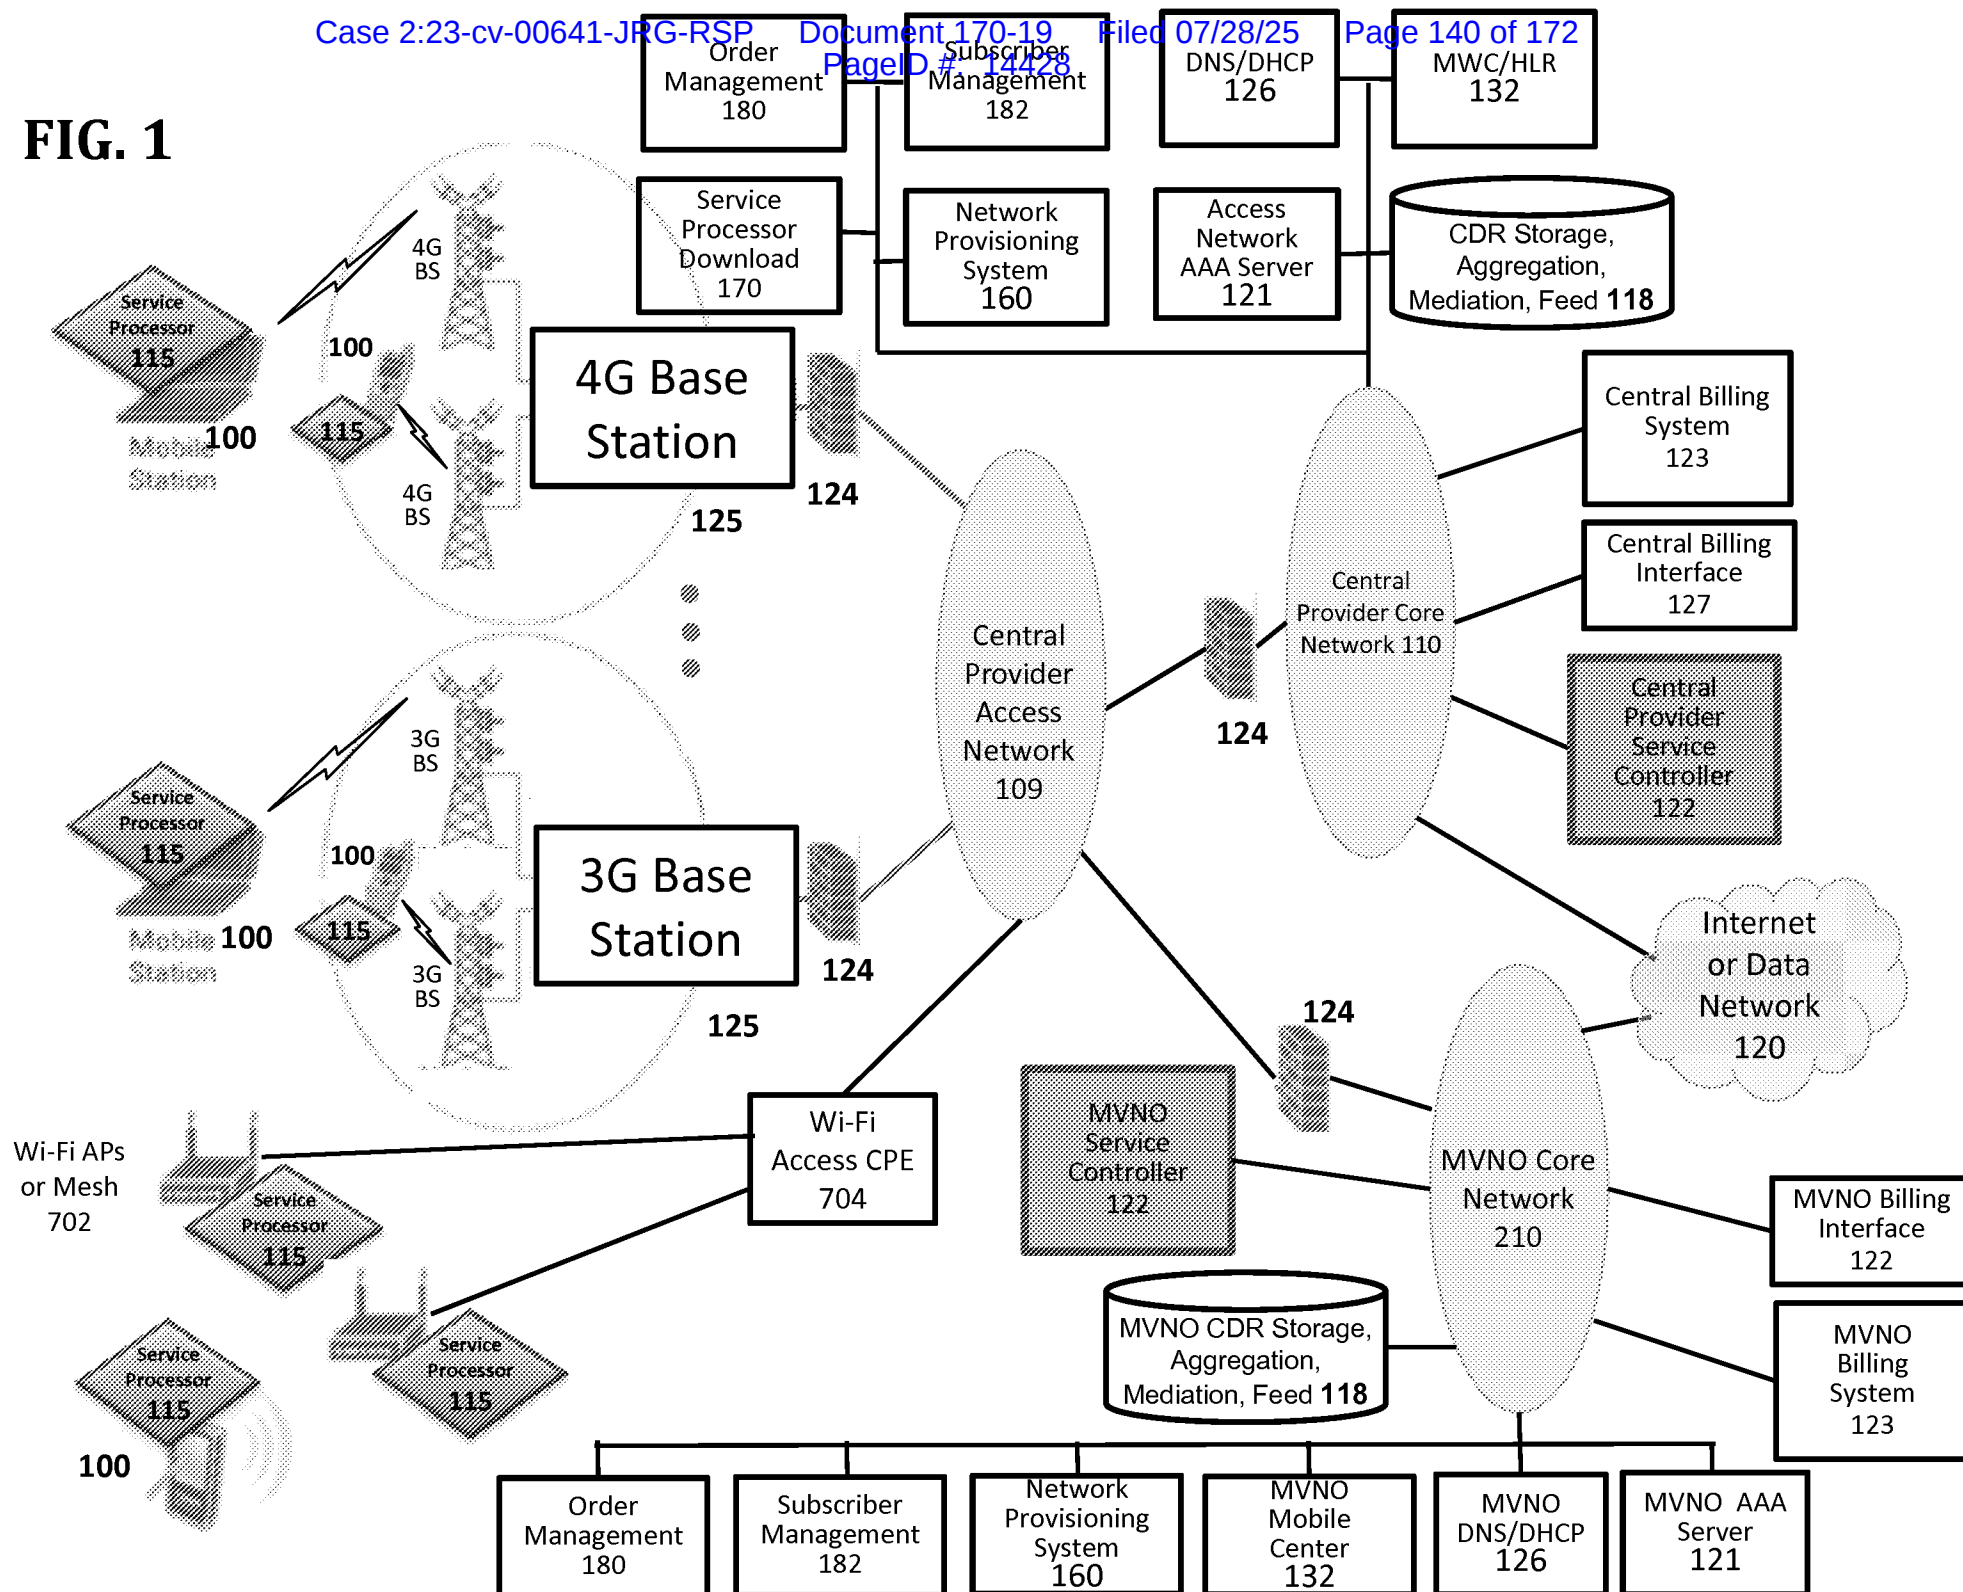 Case 2:23-cv-00641-JRG-RSP Document 170-19 Filed 07/28/25 Page 140 of 172
PageID #: 14428
FIG. 1
Order
Management
180
Subscriber
Management
182
DNS/DHCP
126
MWC/HLR
132
Service
Processor
Download
170
Network
Provisioning
System
160
Access
Network
AAA Server
121
CDR Storage,
Aggregation,
Mediation, Feed 118
4G
BS
Service
Processor
115
100
Mobile
Station
100
115
4G
BS
4G Base
Station
125
124
Central Billing
System
123
Central Billing
Interface
127
Central
Provider Core
Network 110
Central
Provider
Access
Network
109
124
Central
Provider
Service
Controller
122
3G
BS
Service
Processor
115
100
Mobile
Station
100
115
3G
BS
3G Base
Station
125
124
Internet
or Data
Network
120
124
Wi-Fi APs
or Mesh
702
Service
Processor
115
Wi-Fi
Access CPE
704
MVNO
Service
Controller
122
MVNO Core
Network
210
MVNO Billing
Interface
122
Service
Processor
115
100
Service
Processor
115
MVNO CDR Storage,
Aggregation,
Mediation, Feed 118
MVNO
Billing
System
123
Order
Management
180
Subscriber
Management
182
Network
Provisioning
System
160
MVNO
Mobile
Center
132
MVNO
DNS/DHCP
126
MVNO AAA
Server
121